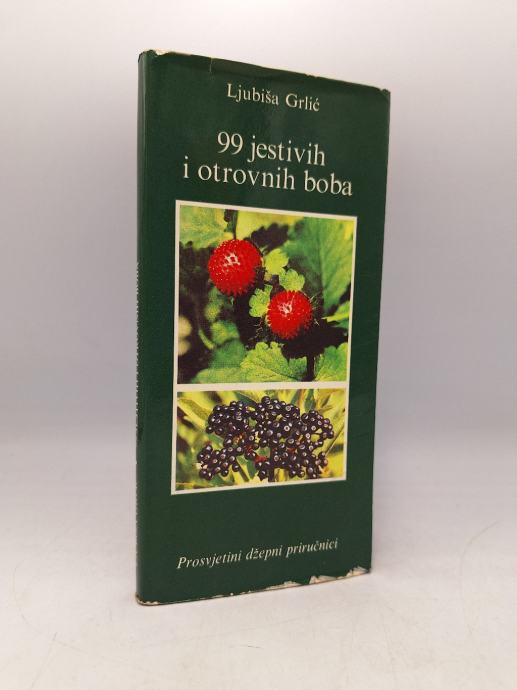 Ljubiša Grlić
99 jestivih
i otrovnih boba
Prosvjetini džepni priručnici